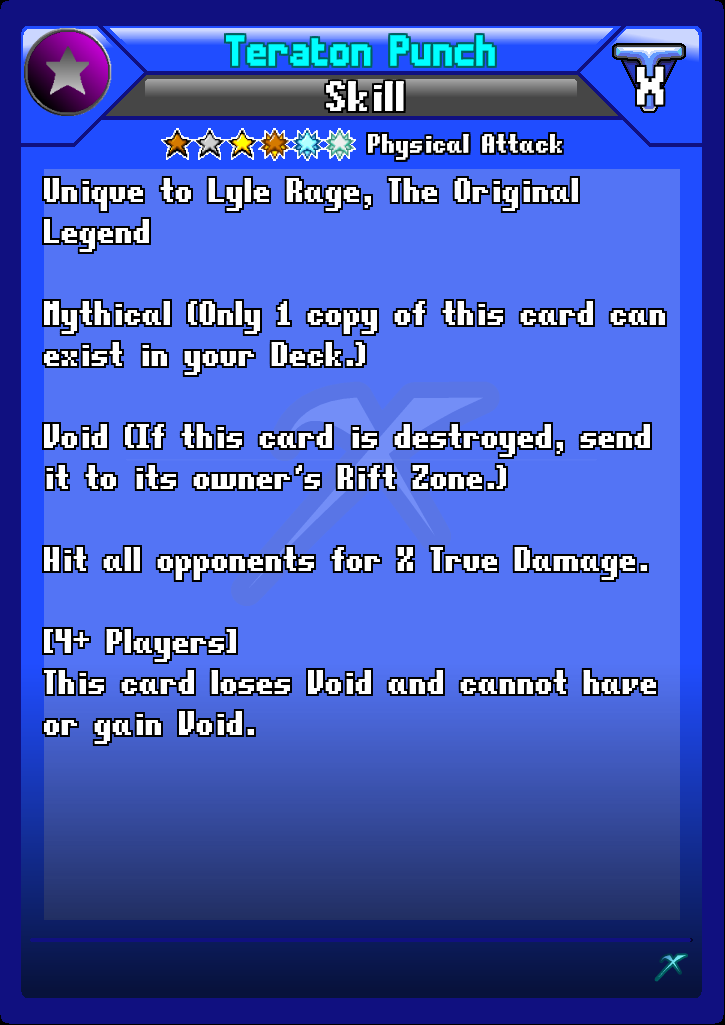 Teraton Punch
Skill
X
Physical Attack
Unique to Lyle Rage, The Original
Legend
Mythical (Only 1 copy of this card can
exist in your Deck.)
Void (If this card is destroyed, send
it to its owner's Rift Zone.)
Hit all opponents for X True Damage.
[4+ Players]
This card loses Void and cannot have
or gain Void.